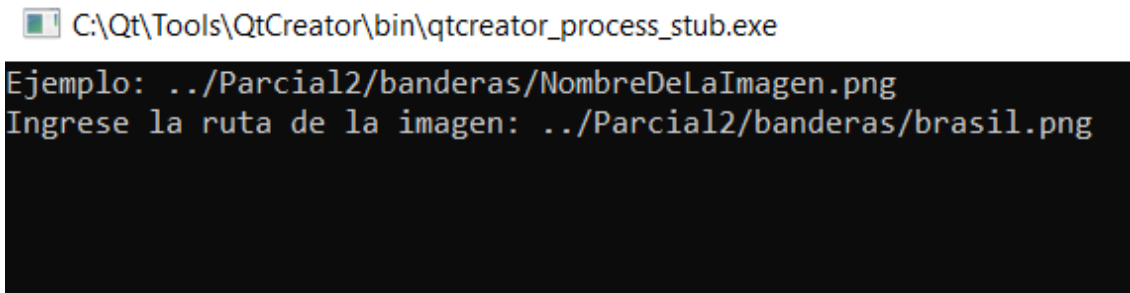 C:\Qt\Tools\QtCreator\bin\qtcreator_process_stub.exe
Ejemplo: ../Parcial2/banderas/NombreDeLaImagen.png
Ingrese la ruta de la imagen: ../Parcial2/banderas/brasil.png